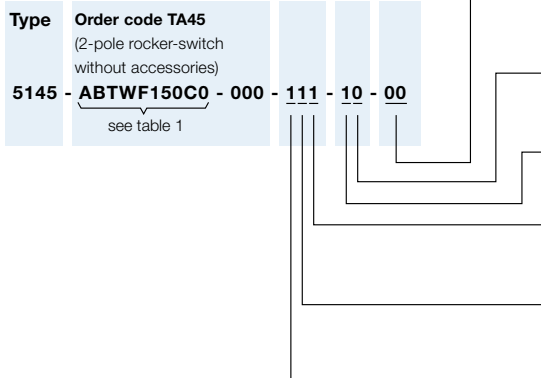 Type Order code TA45
(2-pole rocker-switch
without accessories)
5145 - ABTWF150C0 - 000 - 111 - 10 - 00
see table 1